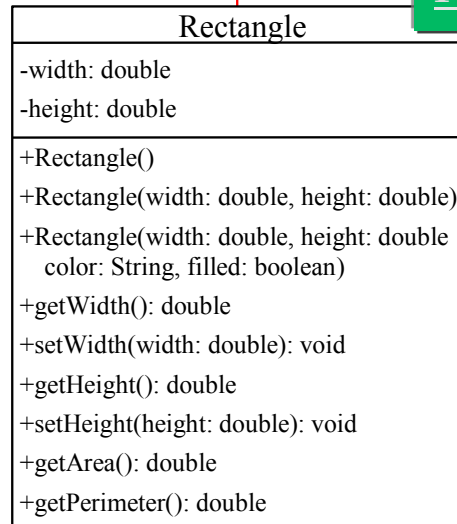 Rectangle
-width: double
-height: double
+Rectangle()
+Rectangle(width: double, height: double)
+Rectangle(width: double, height: double
color: String, filled: boolean)
+getWidth(): double
+setWidth(width: double): void
+getHeight(): double
+setHeight(height: double): void
+getArea(): double
+getPerimeter(): double